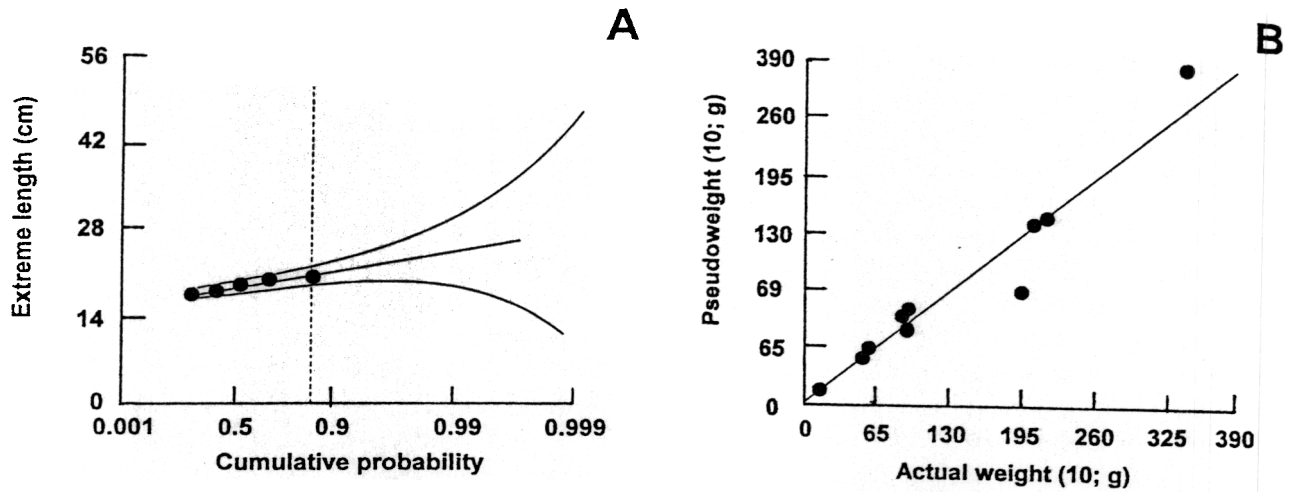 A
56
42
28
14
0
Extreme length (cm)
0.001 0.5 0.9 0.99 0.999
Cumulative probability
B
390
260
195
130
69
65
0
Pseudoweight (10; g)
0 65 130 195 260 325 390
Actual weight (10; g)